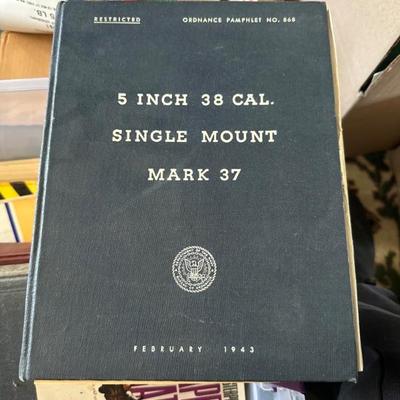 RESTRICTED ORDNANCE PAMPHLET NO. 868
5 INCH 38 CAL.
SINGLE MOUNT
MARK 37
FEBRUARY 1943